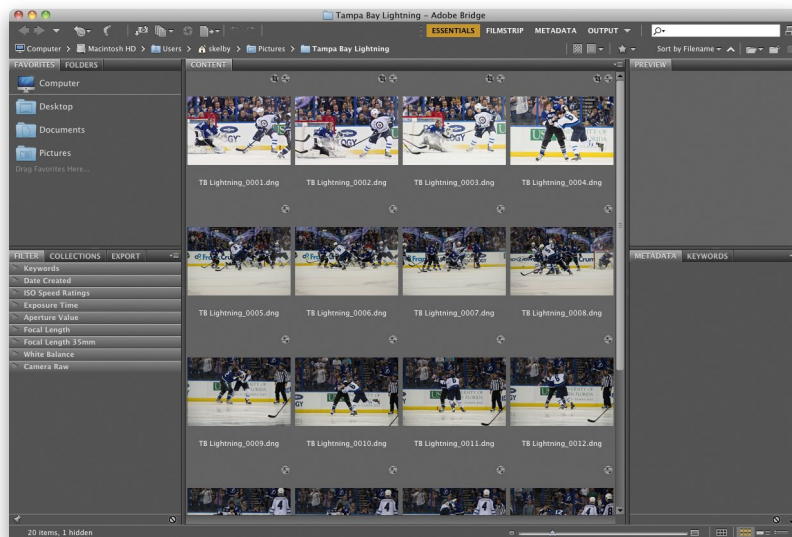 Tampa Bay Lightning – Adobe Bridge
ESSENTIALS FILMSTRIP METADATA OUTPUT
Computer > Macintosh HD > Users > skelby > Pictures > Tampa Bay Lightning
Sort by Filename
FAVORITES FOLDERS
Computer
Desktop
Documents
Pictures
Drag Favorites Here...
FILTER COLLECTIONS EXPORT
Keywords
Date Created
ISO Speed Ratings
Exposure Time
Aperture Value
Focal Length
Focal Length 35mm
White Balance
Camera Raw
CONTENT
TB Lightning_0001.dng TB Lightning_0002.dng TB Lightning_0003.dng TB Lightning_0004.dng
TB Lightning_0005.dng TB Lightning_0006.dng TB Lightning_0007.dng TB Lightning_0008.dng
TB Lightning_0009.dng TB Lightning_0010.dng TB Lightning_0011.dng TB Lightning_0012.dng
PREVIEW
METADATA KEYWORDS
20 items, 1 hidden